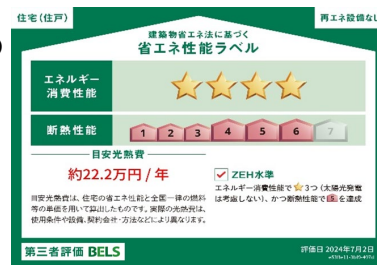 住宅(住戸)
再エネ設備なし
建築物省エネ法に基づく
省エネ性能ラベル
エネルギー
消費性能
断熱性能
1 2 3 4 5 6 7
目安光熱費
約22.2万円 / 年
目安光熱費は、住宅の省エネ性能と全国一律の燃料
等の単価を用いて算出したものです。実際の光熱費は、
使用条件や設備、契約会社・方法などにより異なります。
ZEH水準
エネルギー消費性能で★3つ (太陽光発電
は考慮しない)、かつ断熱性能で5を達成
第三者評価 BELS
評価日 2024年7月2日